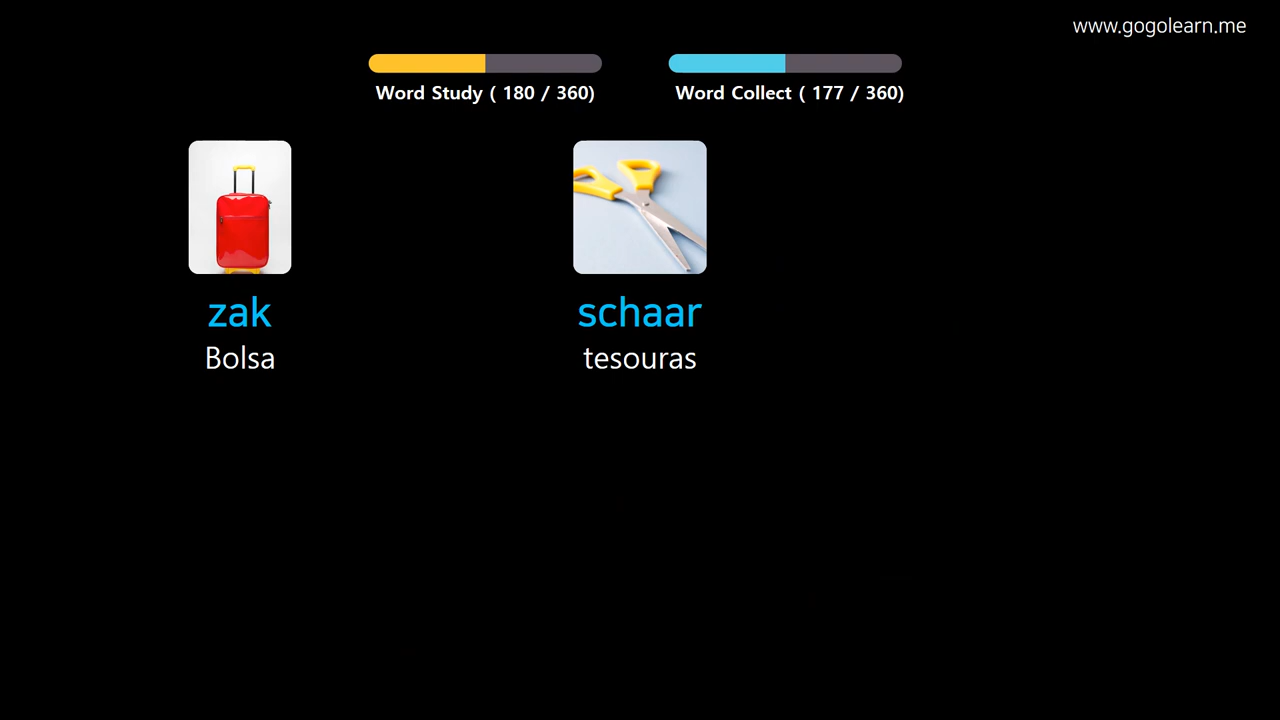 www.gogolearn.me
Word Study ( 180 / 360)
Word Collect ( 177 / 360)
zak
Bolsa
schaar
tesouras